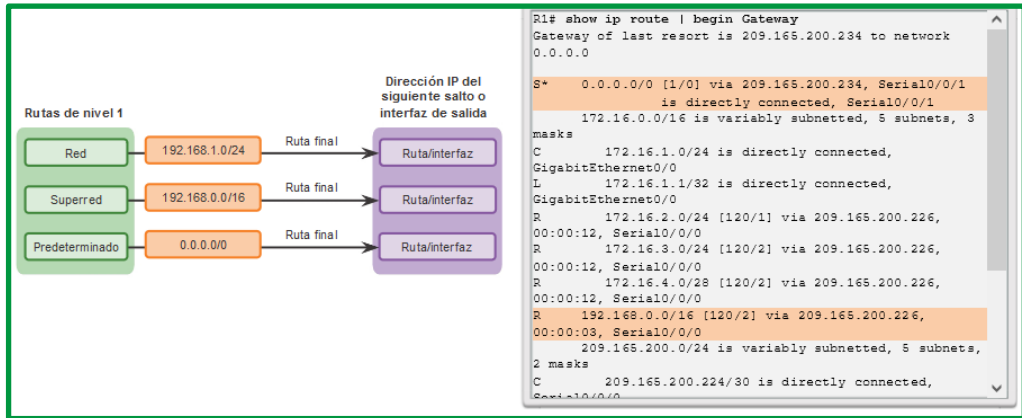 Rutas de nivel 1
Dirección IP del
siguiente salto o
interfaz de salida
Red
192.168.1.0/24
Ruta final
Ruta/interfaz
Superred
192.168.0.0/16
Ruta final
Ruta/interfaz
Predeterminado
0.0.0.0/0
Ruta final
Ruta/interfaz
R1# show ip route | begin Gateway
Gateway of last resort is 209.165.200.234 to network
0.0.0.0
S* 0.0.0.0/0 [1/0] via 209.165.200.234, Serial0/0/1
is directly connected, Serial0/0/1
172.16.0.0/16 is variably subnetted, 5 subnets, 3
masks
C 172.16.1.0/24 is directly connected,
GigabitEthernet0/0
L 172.16.1.1/32 is directly connected,
GigabitEthernet0/0
R 172.16.2.0/24 [120/1] via 209.165.200.226,
00:00:12, Serial0/0/0
R 172.16.3.0/24 [120/2] via 209.165.200.226,
00:00:12, Serial0/0/0
R 172.16.4.0/28 [120/2] via 209.165.200.226,
00:00:12, Serial0/0/0
R 192.168.0.0/16 [120/2] via 209.165.200.226,
00:00:03, Serial0/0/0
209.165.200.0/24 is variably subnetted, 5 subnets,
2 masks
C 209.165.200.224/30 is directly connected,
Serial0/0/0